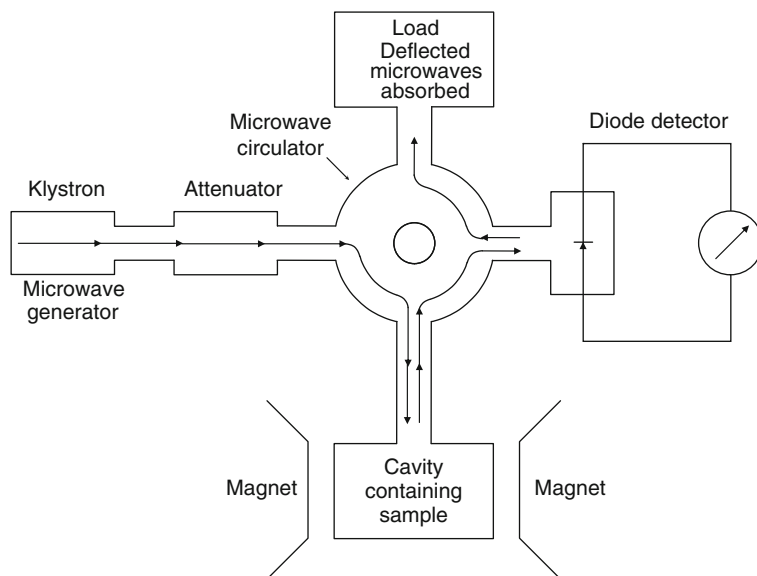 Load
Deflected
microwaves
absorbed
Microwave
circulator
Diode detector
Klystron
Attenuator
Microwave
generator
Magnet
Cavity
containing
sample
Magnet